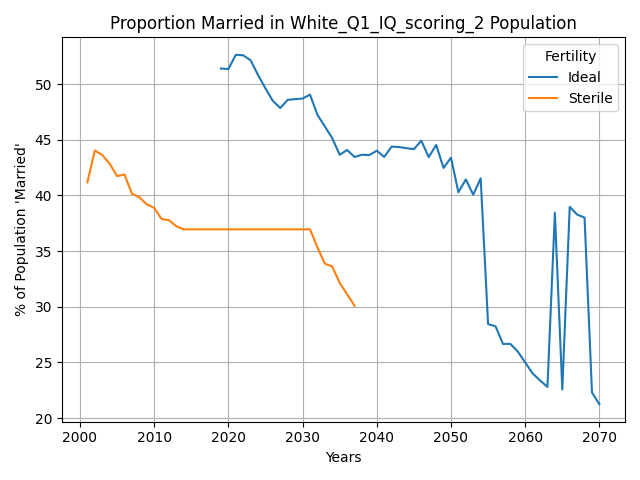 Proportion Married in White_Q1_IQ_scoring_2 Population
Fertility
Ideal
Sterile
% of Population 'Married'
50
45
40
35
30
25
20
2000 2010 2020 2030 2040 2050 2060 2070
Years